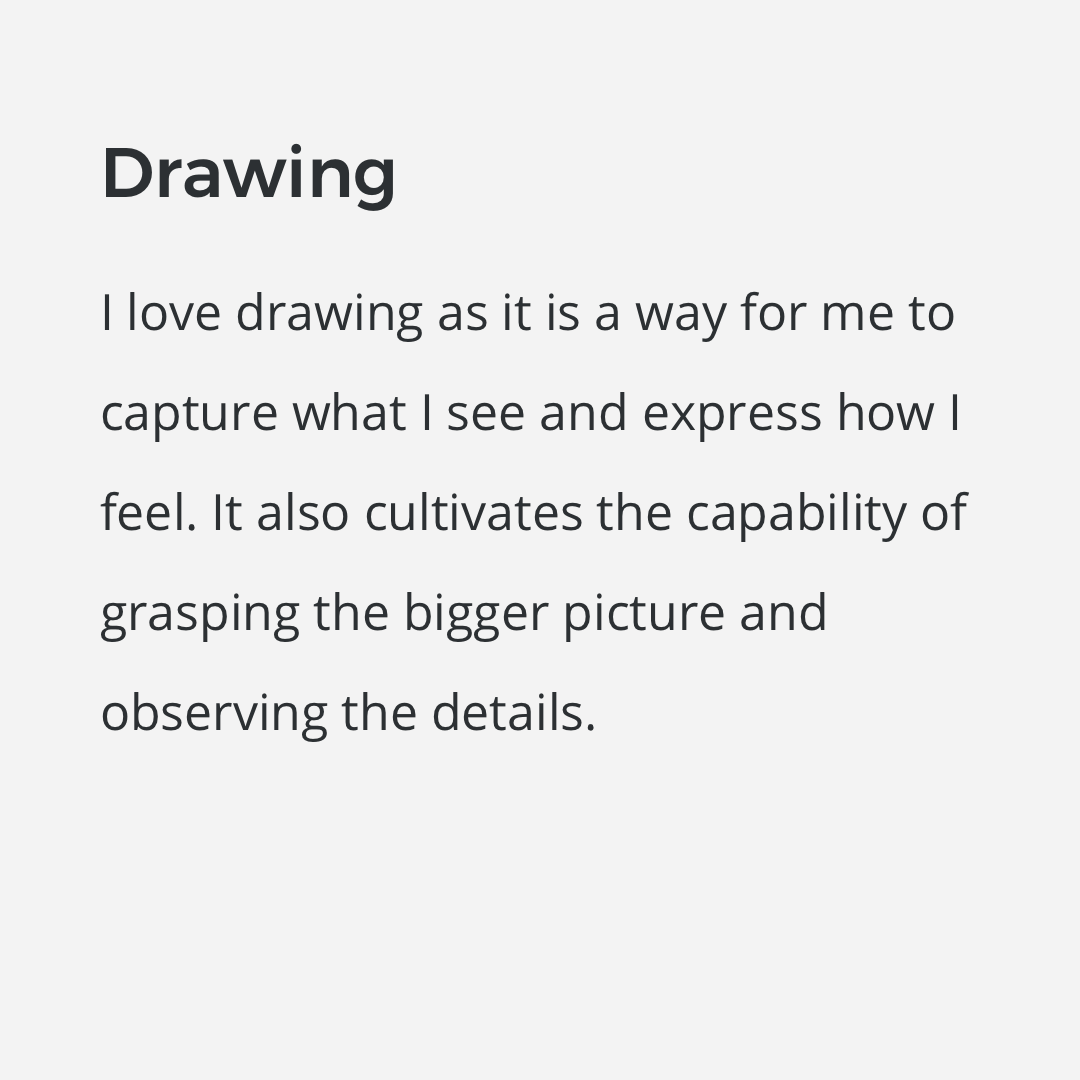 Drawing
I love drawing as it is a way for me to
capture what I see and express how I
feel. It also cultivates the capability of
grasping the bigger picture and
observing the details.